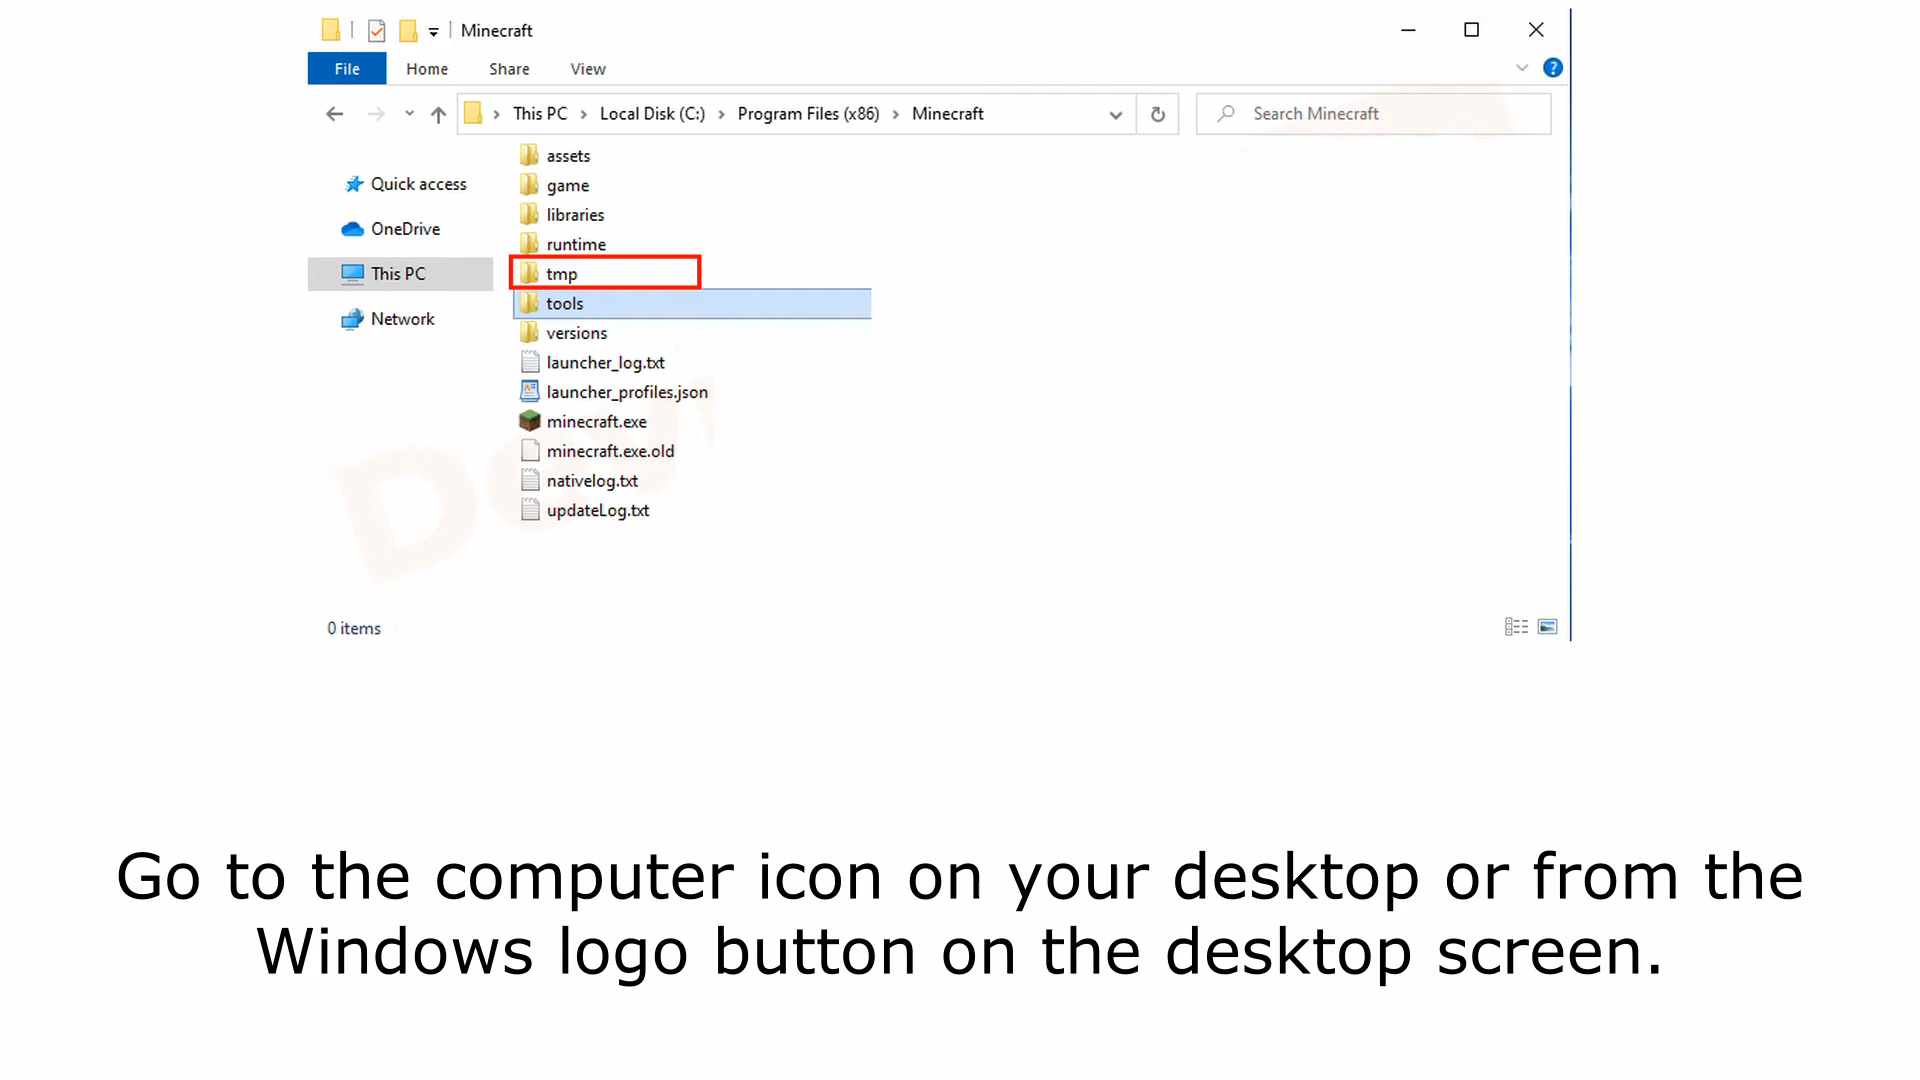 Minecraft
File Home Share View
This PC Local Disk (C:) Program Files (x86) Minecraft Search Minecraft
Quick access
OneDrive
This PC
Network
assets
game
libraries
runtime
tmp
tools
versions
launcher_log.txt
launcher_profiles.json
minecraft.exe
minecraft.exe.old
nativelog.txt
updateLog.txt
0 items
Go to the computer icon on your desktop or from the
Windows logo button on the desktop screen.